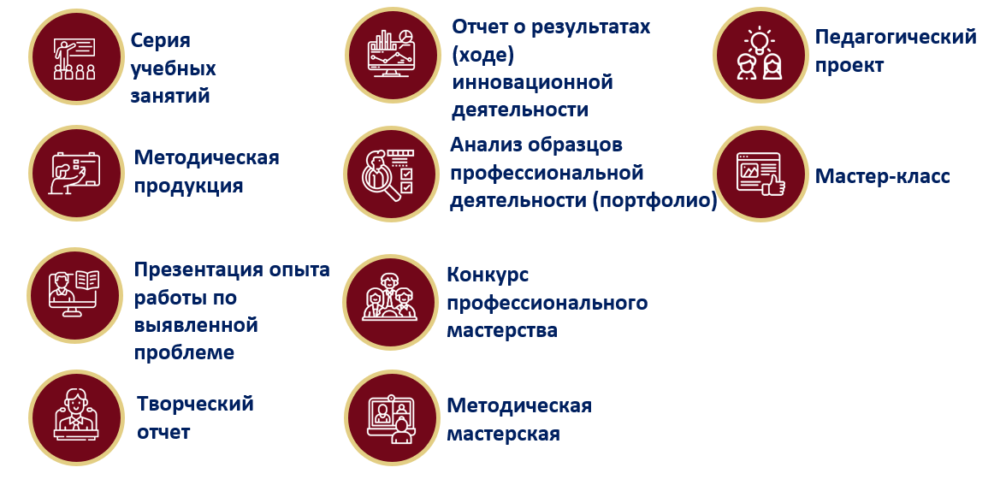 Серия
учебных
занятий
Методическая
продукция
Презентация опыта
работы по
выявленной
проблеме
Творческий
отчет
Отчет о результатах
(ходе)
инновационной
деятельности
Анализ образцов
профессиональной
деятельности (портфолио)
Конкурс
профессионального
мастерства
Методическая
мастерская
Педагогический
проект
Мастер-класс